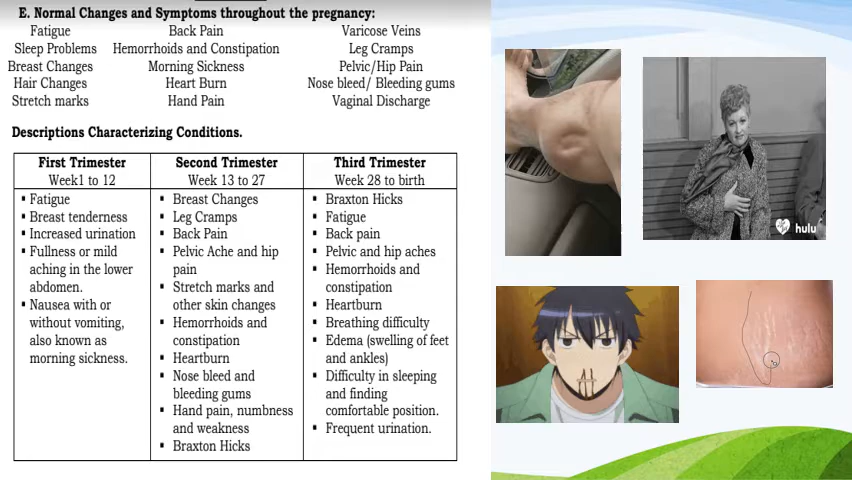 E. Normal Changes and Symptoms throughout the pregnancy:
Fatigue Back Pain Varicose Veins
Sleep Problems Hemorrhoids and Constipation Leg Cramps
Breast Changes Morning Sickness Pelvic/Hip Pain
Hair Changes Heart Burn Nose bleed/ Bleeding gums
Stretch marks Hand Pain Vaginal Discharge
Descriptions Characterizing Conditions.
First Trimester
Week1 to 12
▪ Fatigue
▪ Breast tenderness
▪ Increased urination
▪ Fullness or mild
aching in the lower
abdomen.
▪ Nausea with or
without vomiting,
also known as
morning sickness.
Second Trimester
Week 13 to 27
▪ Breast Changes
▪ Leg Cramps
▪ Back Pain
▪ Pelvic Ache and hip
pain
▪ Stretch marks and
other skin changes
▪ Hemorrhoids and
constipation
▪ Heartburn
▪ Nose bleed and
bleeding gums
▪ Hand pain, numbness
and weakness
▪ Braxton Hicks
Third Trimester
Week 28 to birth
▪ Braxton Hicks
▪ Fatigue
▪ Back pain
▪ Pelvic and hip aches
▪ Hemorrhoids and
constipation
▪ Heartburn
▪ Breathing difficulty
▪ Edema (swelling of feet
and ankles)
▪ Difficulty in sleeping
and finding
comfortable position.
▪ Frequent urination.
hulu